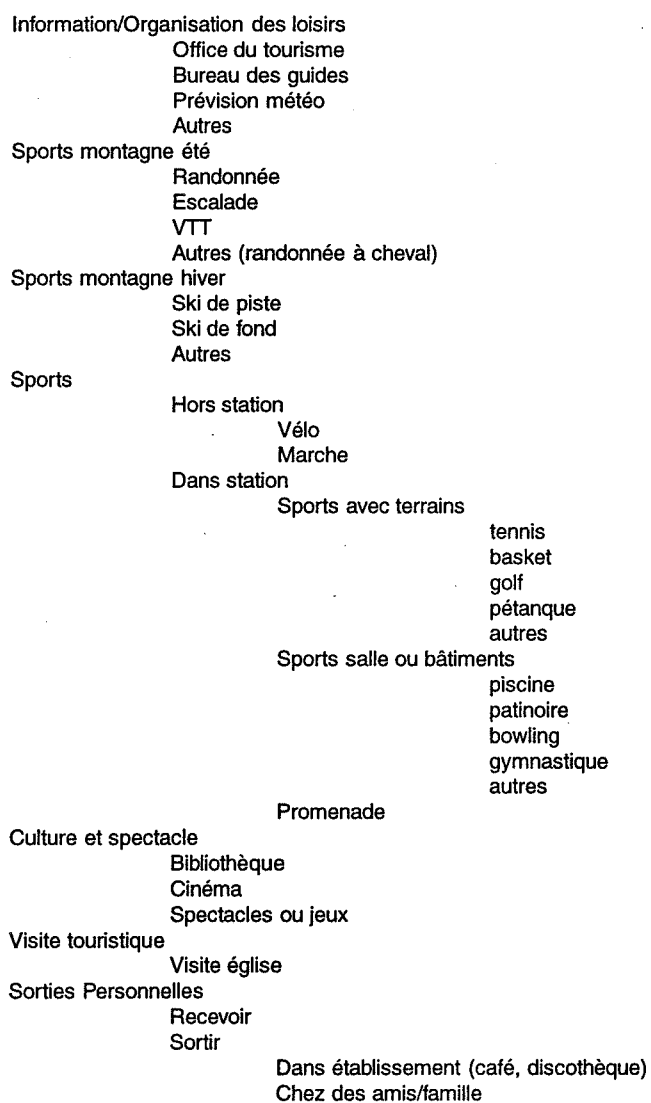 Information/Organisation des loisirs
Office du tourisme
Bureau des guides
Prévision météo
Autres
Sports montagne été
Randonnée
Escalade
VTT
Autres (randonnée à cheval)
Sports montagne hiver
Ski de piste
Ski de fond
Autres
Sports
Hors station
Vélo
Marche
Dans station
Sports avec terrains
tennis
basket
golf
pétanque
autres
Sports salle ou bâtiments
piscine
patinoire
bowling
gymnastique
autres
Promenade
Culture et spectacle
Bibliothèque
Cinéma
Spectacles ou jeux
Visite touristique
Visite église
Sorties Personnelles
Recevoir
Sortir
Dans établissement (café, discothèque)
Chez des amis/famille